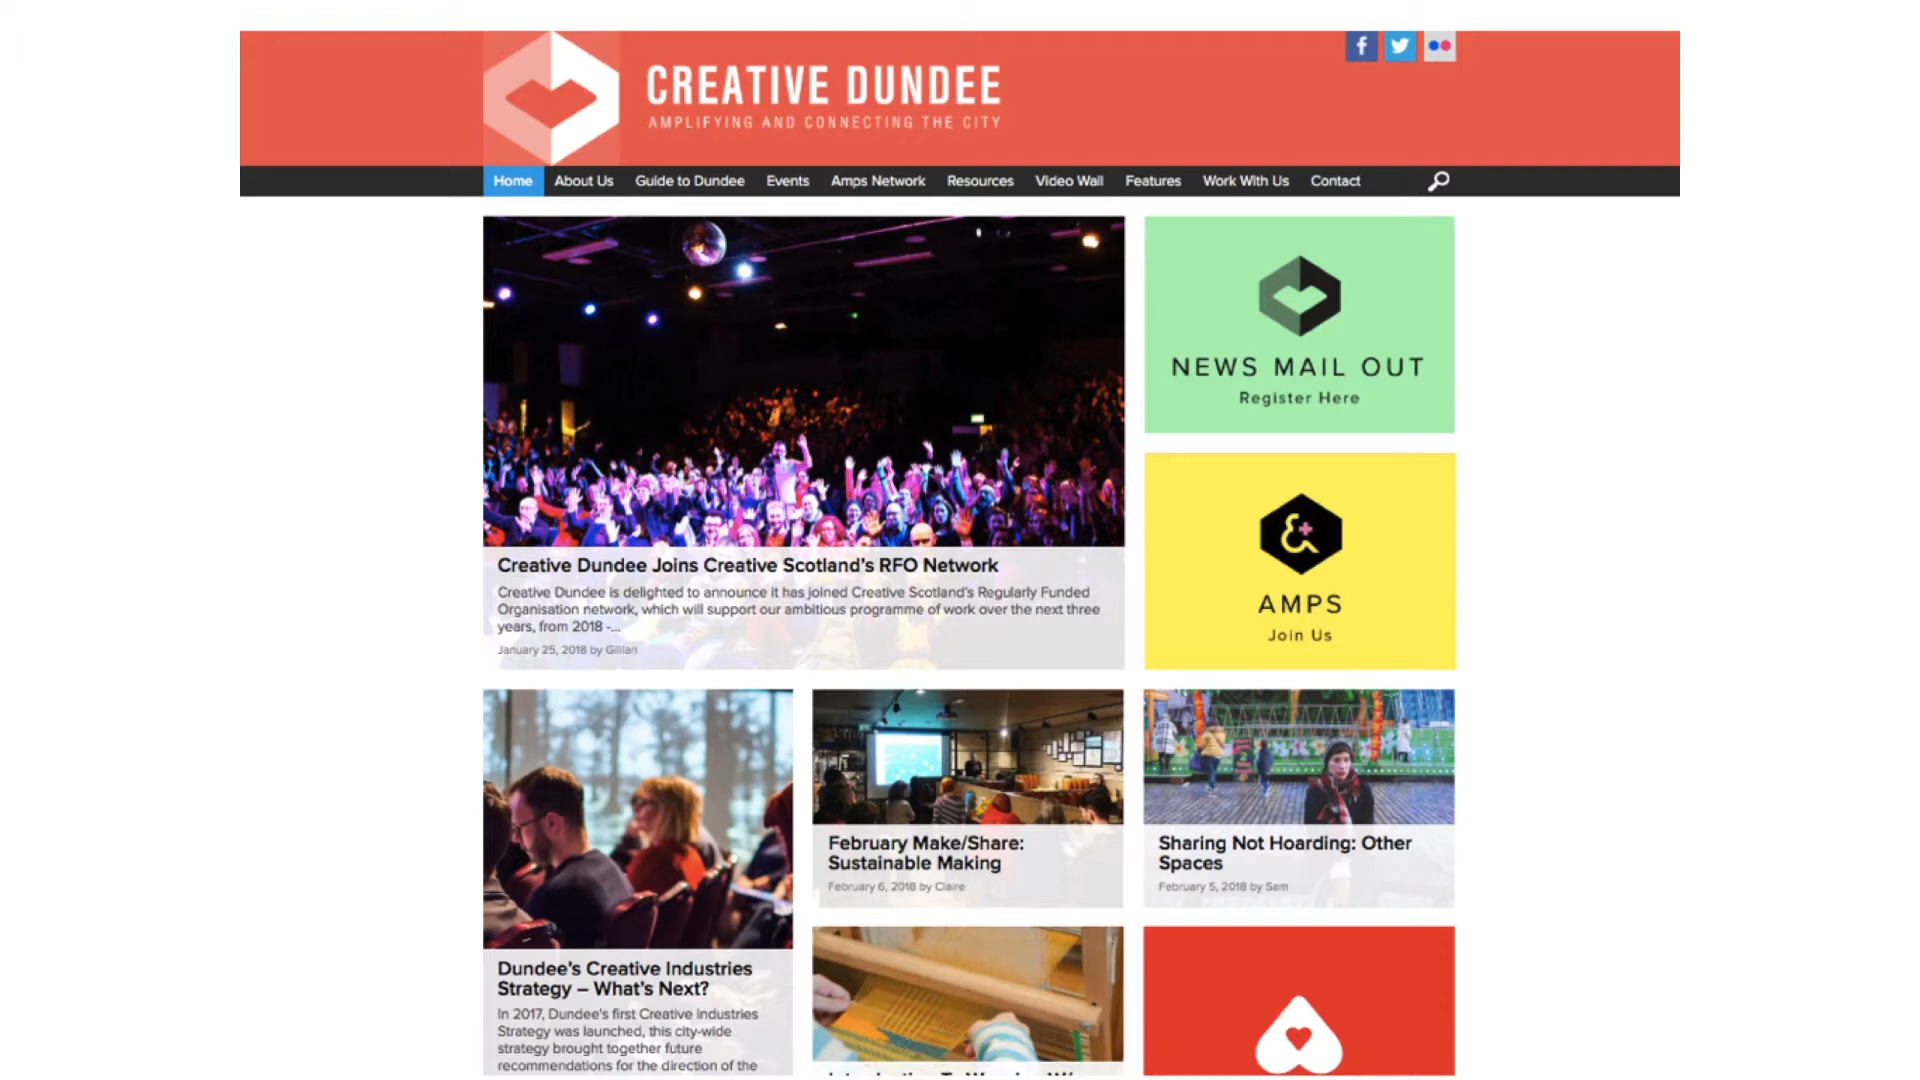 CREATIVE DUNDEE
AMPLIFYING AND CONNECTING THE CITY
Home About Us Guide to Dundee Events Amps Network Resources Video Wall Features Work With Us Contact
NEWS MAIL OUT
Register Here
&+
AMPS
Join Us
Creative Dundee Joins Creative Scotland's RFO Network
Creative Dundee is delighted to announce it has joined Creative Scotland's Regularly Funded
Organisation network, which will support our ambitious programme of work over the next three
years, from 2018 -...
January 25, 2018 by Gillian
February Make/Share:
Sustainable Making
February 6, 2018 by Claire
Sharing Not Hoarding: Other
Spaces
February 5, 2018 by Sam
Dundee's Creative Industries
Strategy – What's Next?
In 2017, Dundee's first Creative Industries
Strategy was launched, this city-wide
strategy brought together future
recommendations for the direction of the